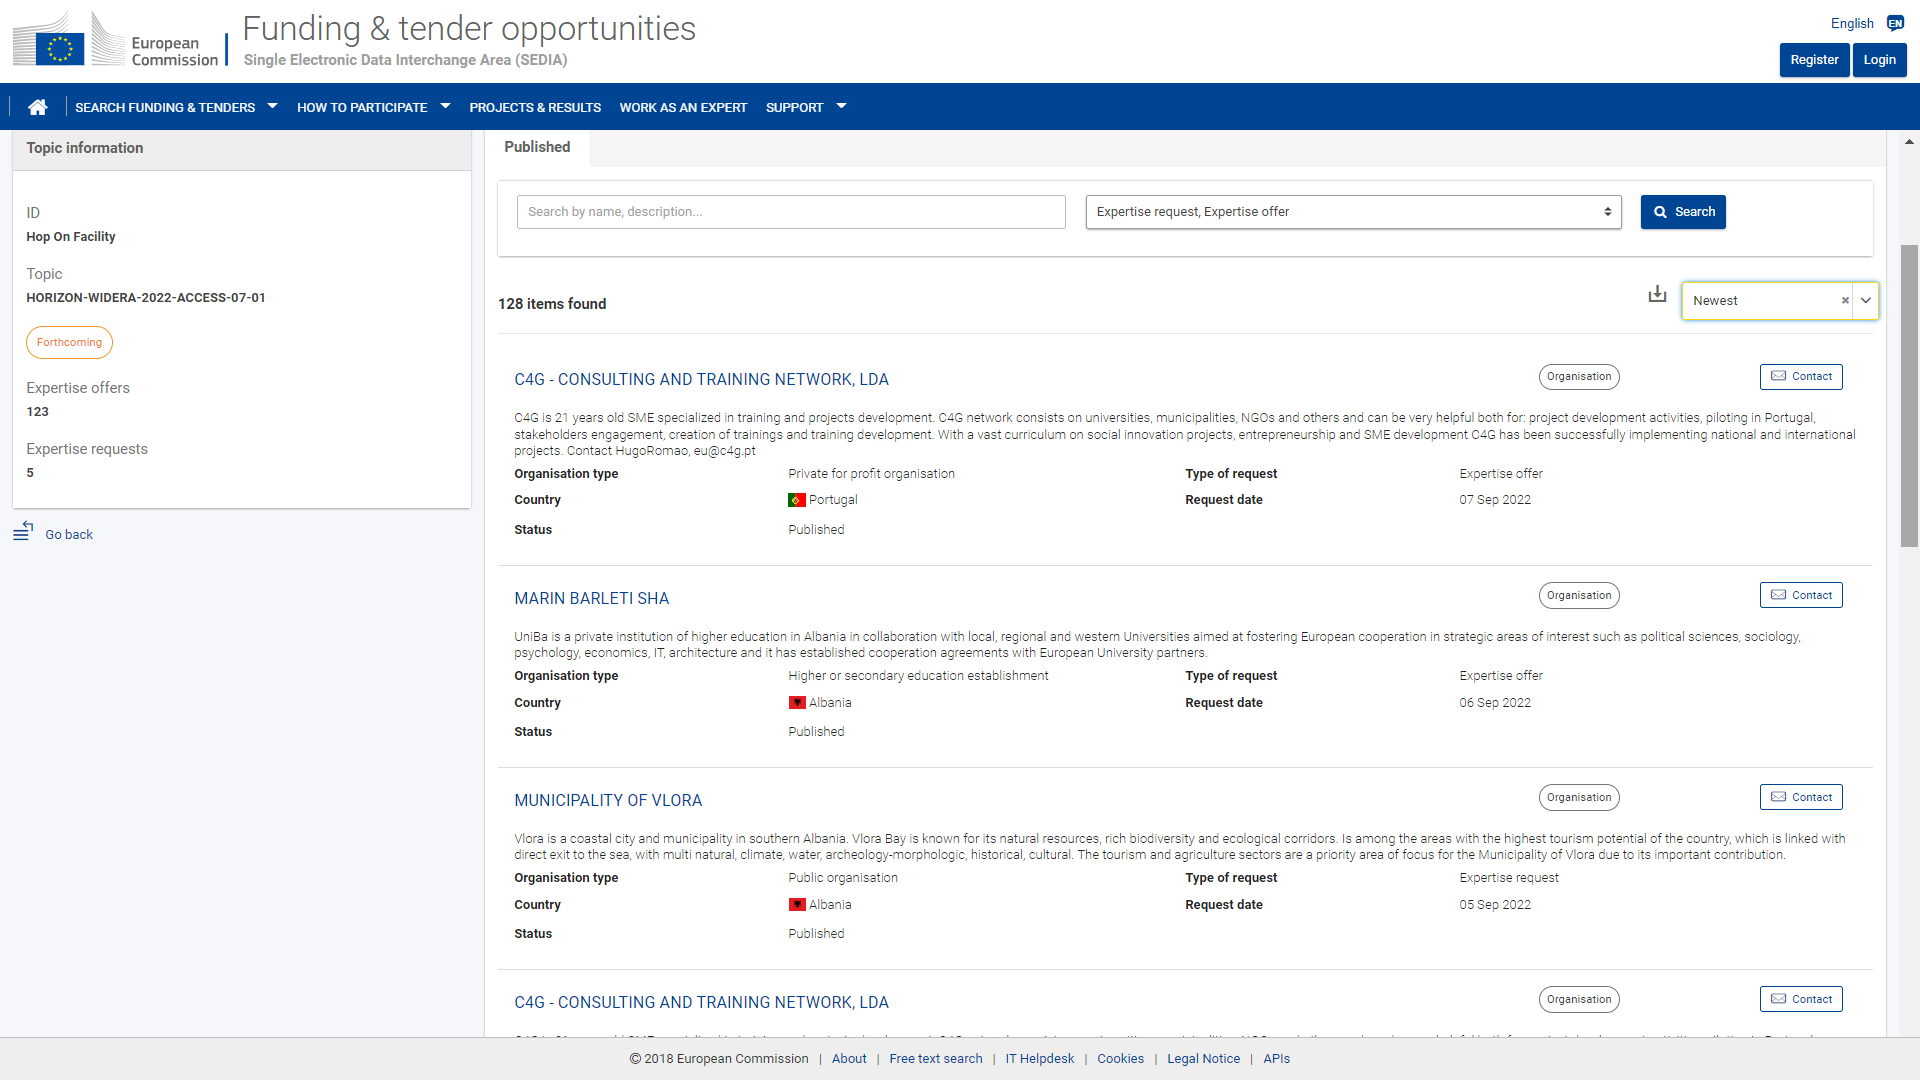 European
Commission
Funding & tender opportunities
Single Electronic Data Interchange Area (SEDIA)
English EN
Register Login
SEARCH FUNDING & TENDERS HOW TO PARTICIPATE PROJECTS & RESULTS WORK AS AN EXPERT SUPPORT
Topic information
ID
Hop On Facility
Topic
HORIZON-WIDERA-2022-ACCESS-07-01
Forthcoming
Expertise offers
123
Expertise requests
5
Go back
Published
Search by name, description...
Expertise request, Expertise offer
Search
128 items found
Newest
C4G - CONSULTING AND TRAINING NETWORK, LDA
Organisation
Contact
C4G is 21 years old SME specialized in training and projects development. C4G network consists on universities, municipalities, NGOs and others and can be very helpful both for: project development activities, piloting in Portugal,
stakeholders engagement, creation of trainings and training development. With a vast curriculum on social innovation projects, entrepreneurship and SME development C4G has been successfully implementing national and international
projects. Contact HugoRomao, eu@c4g.pt
Organisation type Private for profit organisation Type of request Expertise offer
Country Portugal Request date 07 Sep 2022
Status Published
MARIN BARLETI SHA
Organisation
Contact
UniBa is a private institution of higher education in Albania in collaboration with local, regional and western Universities aimed at fostering European cooperation in strategic areas of interest such as political sciences, sociology,
psychology, economics, IT, architecture and it has established cooperation agreements with European University partners.
Organisation type Higher or secondary education establishment Type of request Expertise offer
Country Albania Request date 06 Sep 2022
Status Published
MUNICIPALITY OF VLORA
Organisation
Contact
Vlora is a coastal city and municipality in southern Albania. Vlora Bay is known for its natural resources, rich biodiversity and ecological corridors. Is among the areas with the highest tourism potential of the country, which is linked with
direct exit to the sea, with multi natural, climate, water, archeology-morphologic, historical, cultural. The tourism and agriculture sectors are a priority area of focus for the Municipality of Vlora due to its important contribution.
Organisation type Public organisation Type of request Expertise request
Country Albania Request date 05 Sep 2022
Status Published
C4G - CONSULTING AND TRAINING NETWORK, LDA
Organisation
Contact
© 2018 European Commission | About | Free text search | IT Helpdesk | Cookies | Legal Notice | APIs